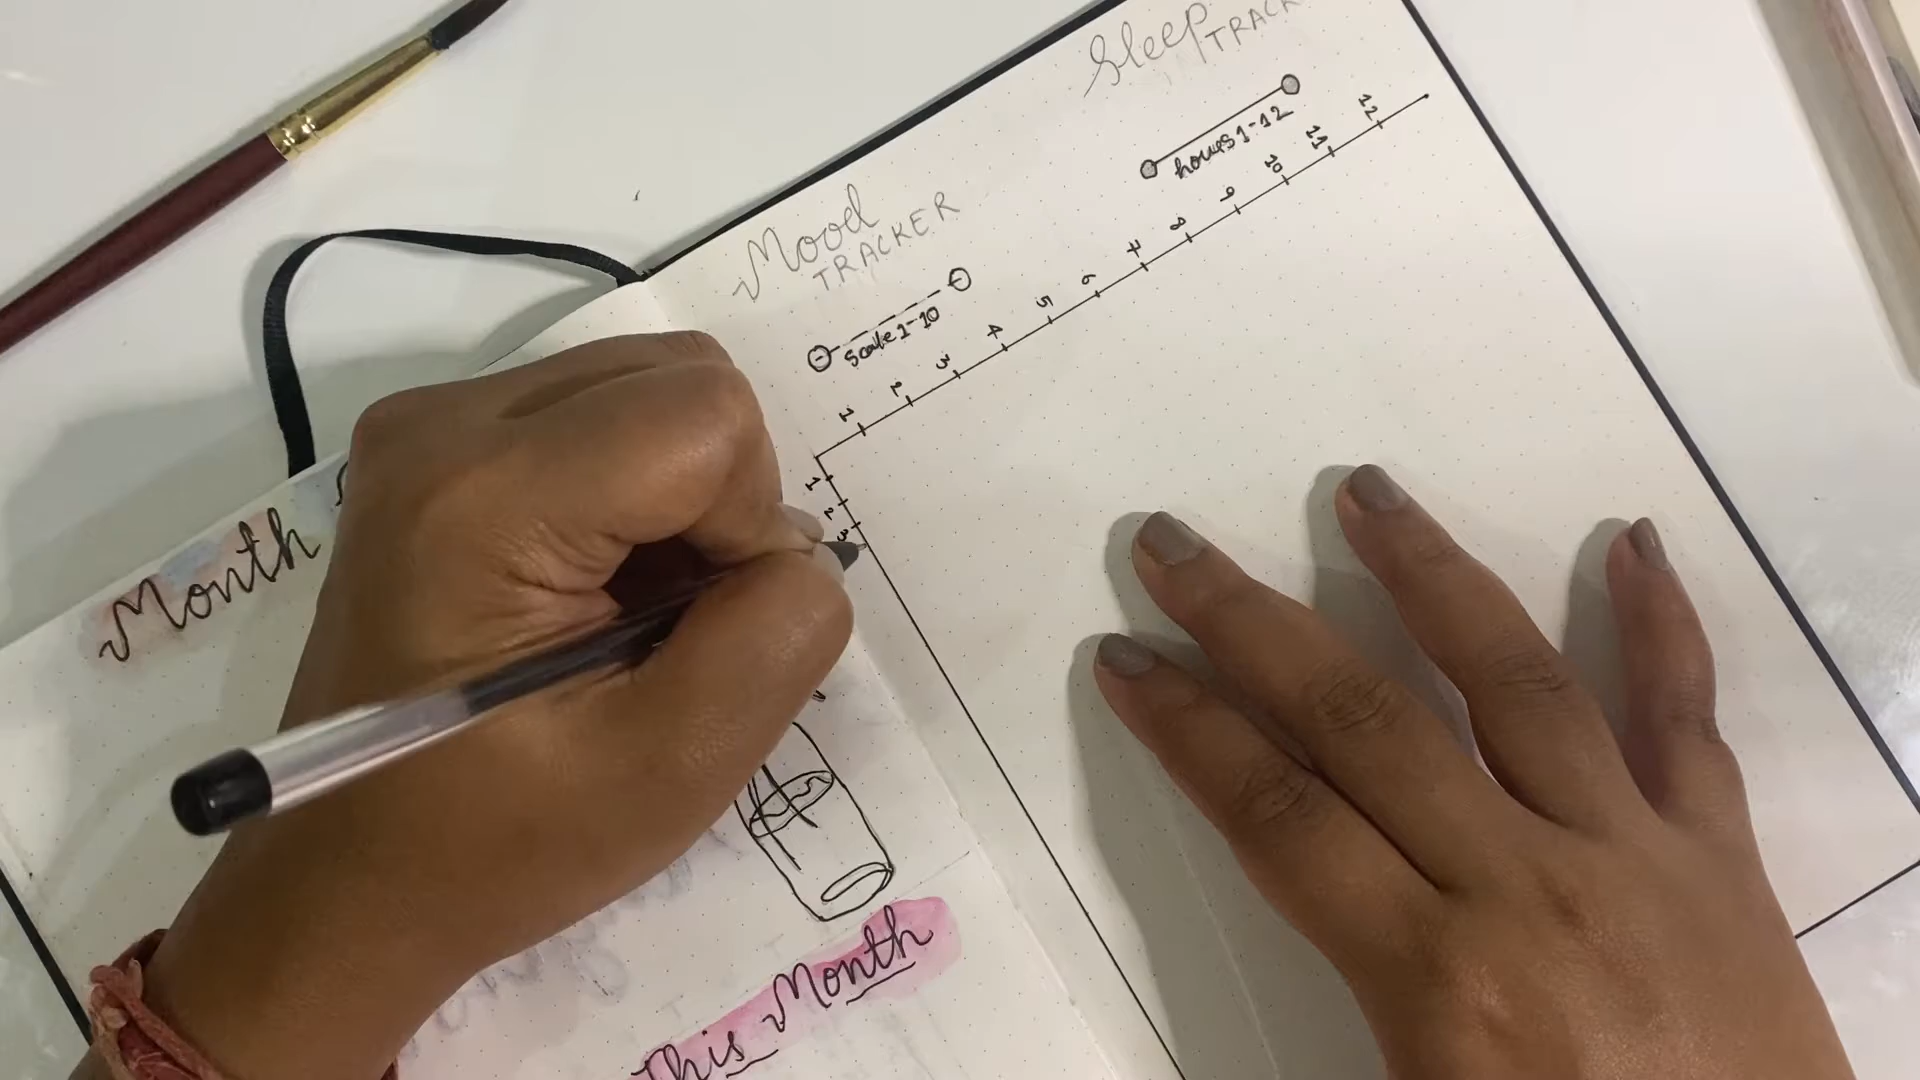 Month
This Month
Mood
TRACKER
scale 1-10
Sleep
TRACK
hours 1-12
1 2 3 4 5 6 7 8 9 10 11 12
1
2
3